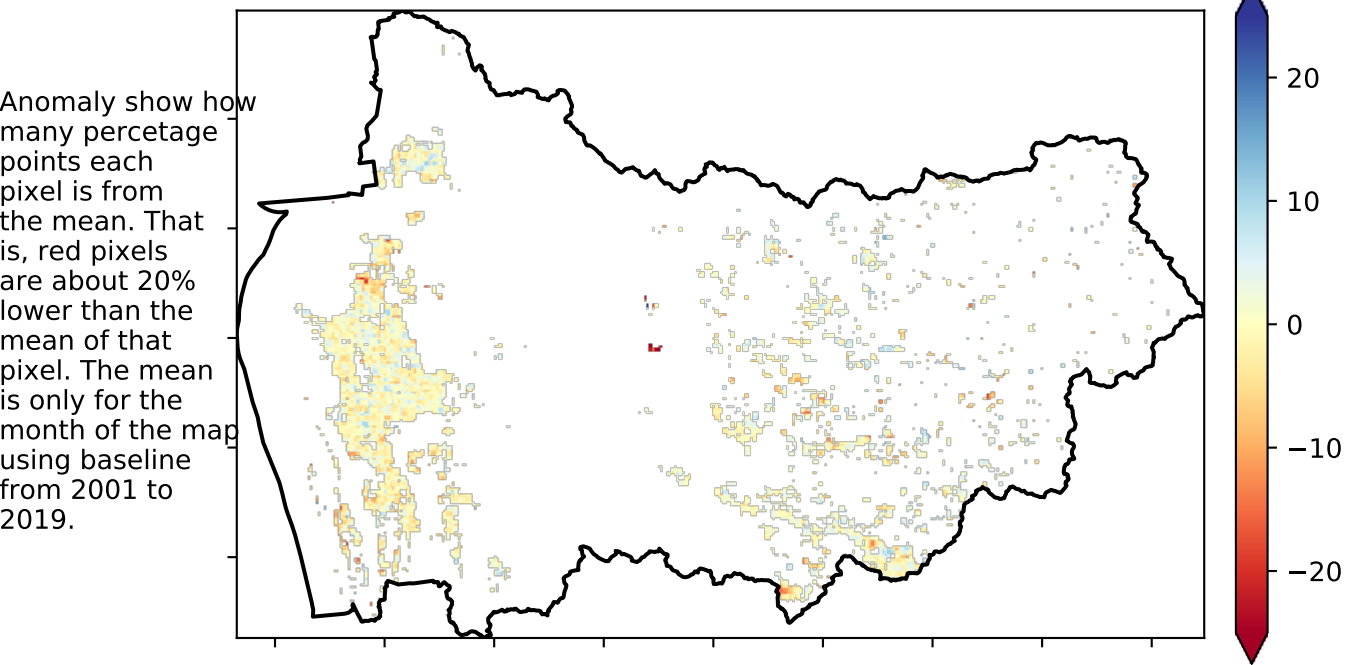 Anomaly show how
many percetage
points each
pixel is from
the mean. That
is, red pixels
are about 20%
lower than the
mean of that
pixel. The mean
is only for the
month of the map
using baseline
from 2001 to
2019.
20
10
0
−10
−20